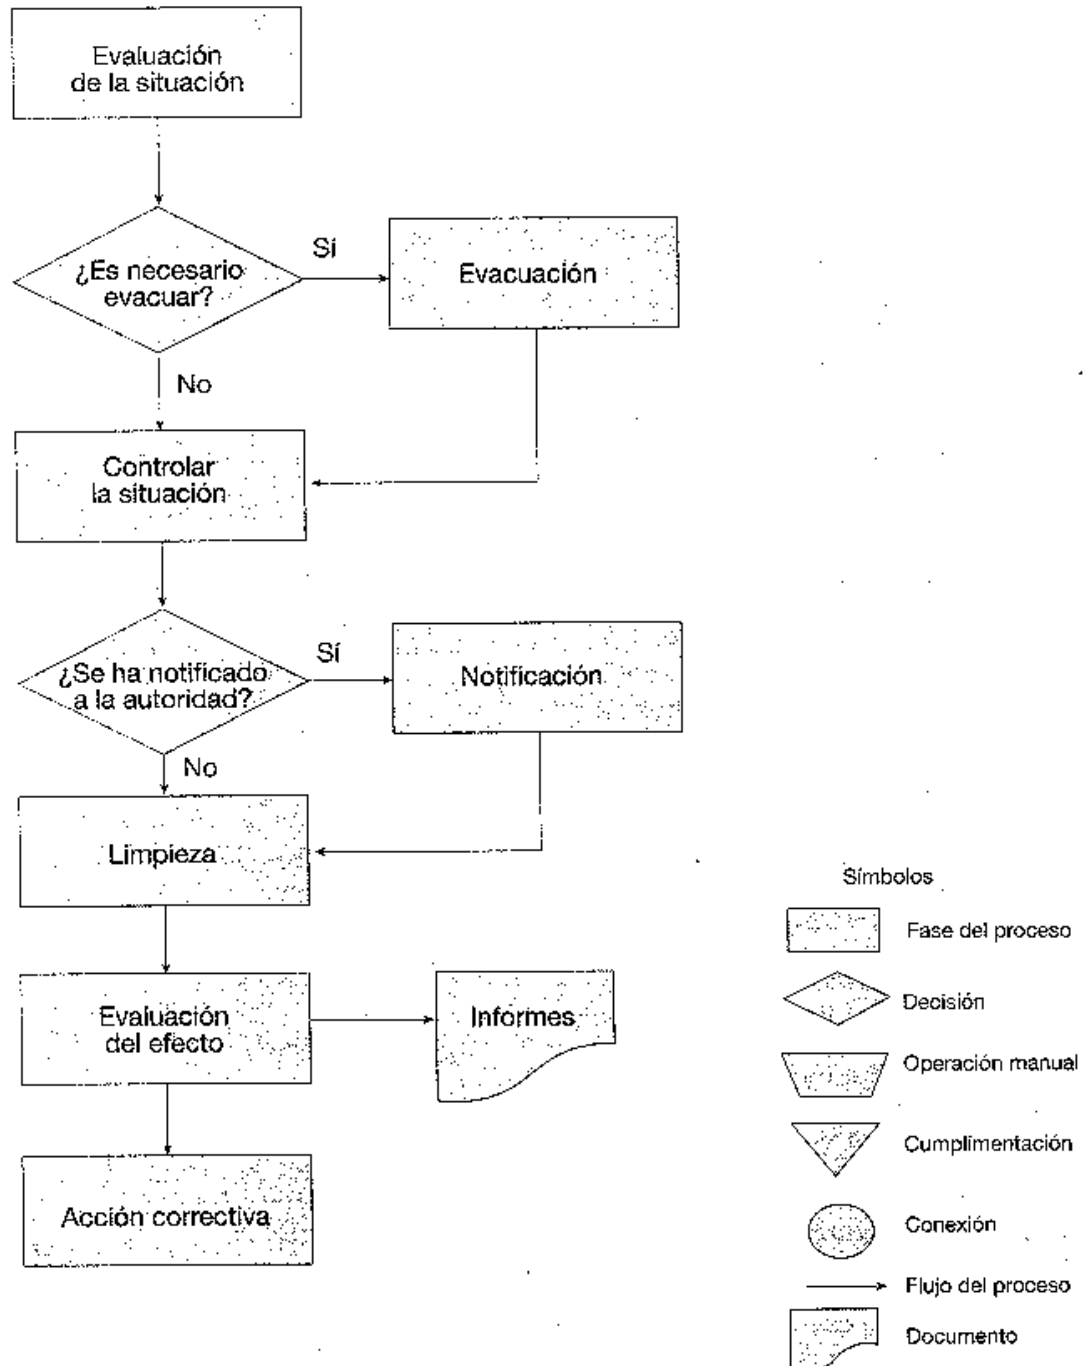 Evaluación
de la situación
¿Es necesario
evacuar?
Sí
Evacuación
No
Controlar
la situación
¿Se ha notificado
a la autoridad?
Sí
Notificación
No
Limpieza
Evaluación
del efecto
Informes
Acción correctiva
Símbolos
Fase del proceso
Decisión
Operación manual
Cumplimentación
Conexión
Flujo del proceso
Documento